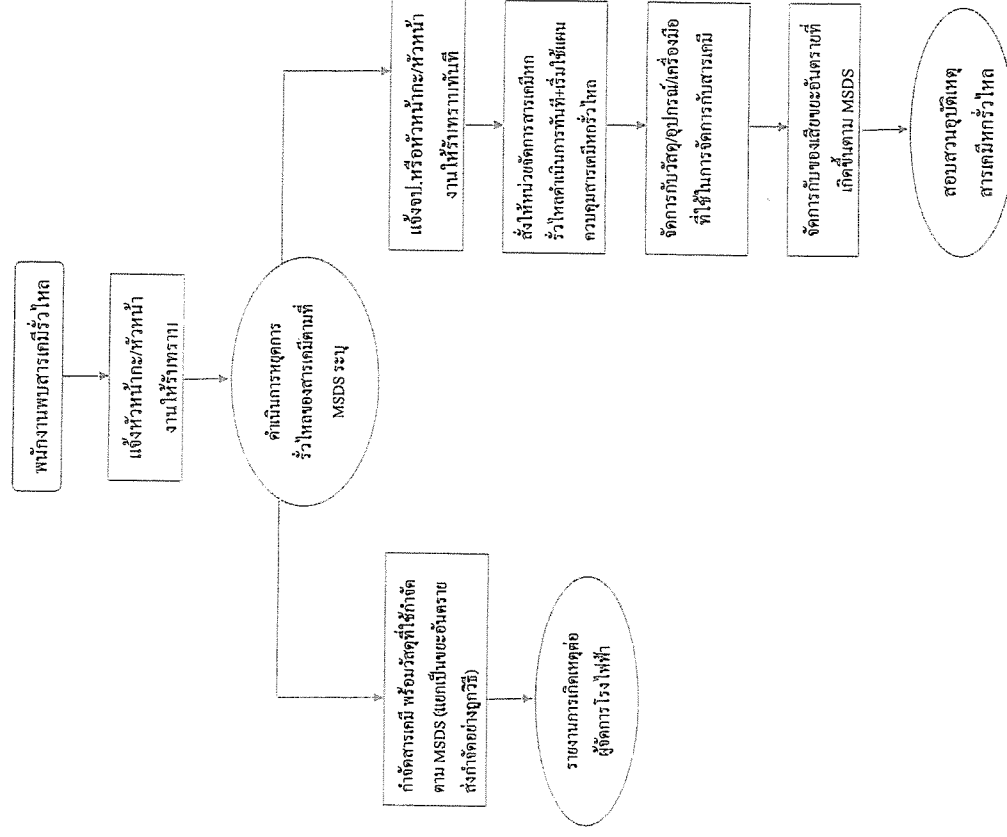 พนักงานพบสารเคมีรั่วไหล
แจ้งหัวหน้ากะ/หัวหน้า
งานให้รับทราบ
ดำเนินการหยุดการ
รั่วไหลของสารเคมีตามที่
MSDS ระบุ
กำจัดสารเคมี พร้อมวัสดุที่ใช้กำจัด
ตาม MSDS (แยกเป็นขยะอันตราย
ส่งกำจัดอย่างถูกวิธี)
รายงานการเกิดเหตุต่อ
ผู้จัดการโรงไฟฟ้า
แจ้งจป.หรือหัวหน้ากะ/หัวหน้า
งานให้รับทราบทันที
สั่งให้หน่วยจัดการสารเคมีหก
รั่วไหลดำเนินการทันที+เริ่มใช้แผน
ควบคุมสารเคมีหกรั่วไหล
จัดการกับวัสดุ/อุปกรณ์/เครื่องมือ
ที่ใช้ในการจัดการกับสารเคมี
จัดการกับของเสียขยะอันตรายที่
เกิดขึ้นตาม MSDS
สอบสวนอุบัติเหตุ
สารเคมีหกรั่วไหล